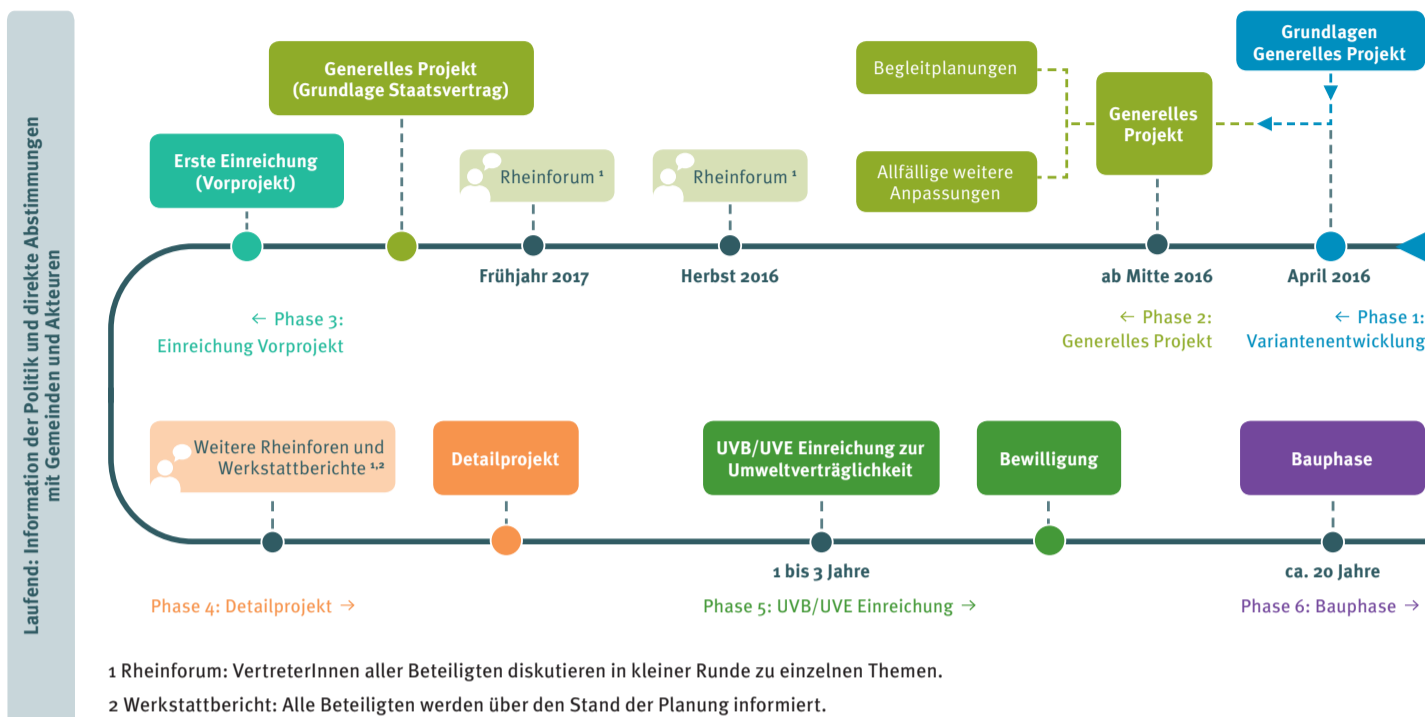 Laufend: Information der Politik und direkte Abstimmungen
mit Gemeinden und Akteuren
Generelles Projekt
(Grundlage Staatsvertrag)
Erste Einreichung
(Vorprojekt)
Rheinforum ¹
Rheinforum ¹
Begleitplanungen
Allfällige weitere
Anpassungen
Generelles
Projekt
Grundlagen
Generelles Projekt
Frühjahr 2017
Herbst 2016
ab Mitte 2016
April 2016
← Phase 3:
Einreichung Vorprojekt
← Phase 2:
Generelles Projekt
← Phase 1:
Variantenentwicklung
Weitere Rheinforen und
Werkstattberichte ¹,²
Detailprojekt
UVB/UVE Einreichung zur
Umweltverträglichkeit
Bewilligung
Bauphase
1 bis 3 Jahre
ca. 20 Jahre
Phase 4: Detailprojekt →
Phase 5: UVB/UVE Einreichung →
Phase 6: Bauphase →
1 Rheinforum: VertreterInnen aller Beteiligten diskutieren in kleiner Runde zu einzelnen Themen.
2 Werkstattbericht: Alle Beteiligten werden über den Stand der Planung informiert.